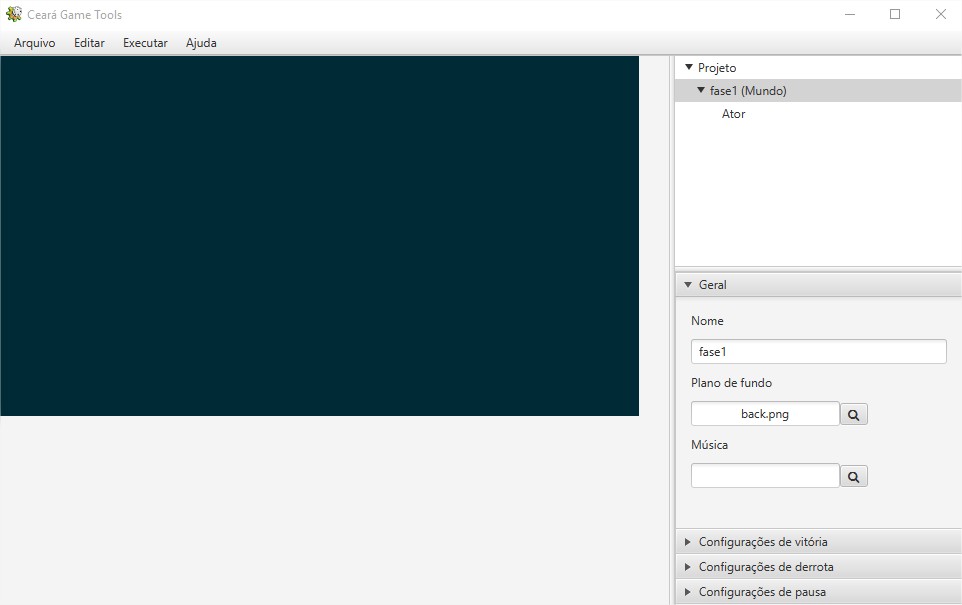 Ceará Game Tools
Arquivo Editar Executar Ajuda
Projeto
fase1 (Mundo)
Ator
Geral
Nome
fase1
Plano de fundo
back.png
Música
Configurações de vitória
Configurações de derrota
Configurações de pausa